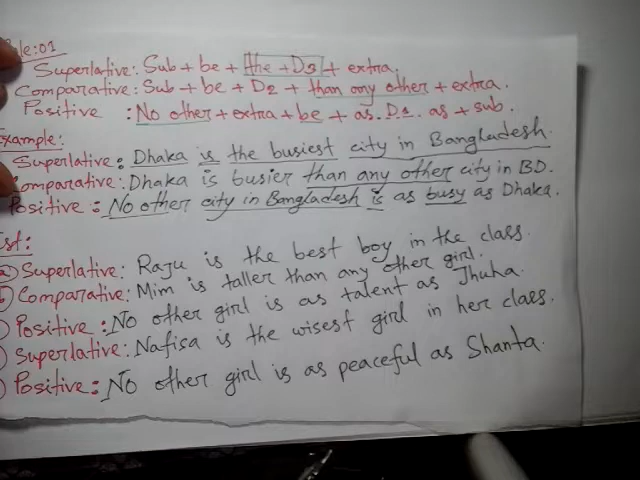 Rule:01
Superlative: Sub + be + the + D3 + extra.
Comparative: Sub + be + D2 + than any other + extra.
Positive : No other + extra + be + as. D1. as + sub.
Example:
Superlative: Dhaka is the busiest city in Bangladesh.
Comparative: Dhaka is busier than any other city in BD.
Positive : No other city in Bangladesh is as busy as Dhaka.
a) Superlative: Raju is the best boy in the class.
Comparative: Mim is taller than any other girl.
Positive: No other girl is as talent as Jhuha.
Superlative: Nafisa is the wisest girl in her class.
Positive: No other girl is as peaceful as Shanta.